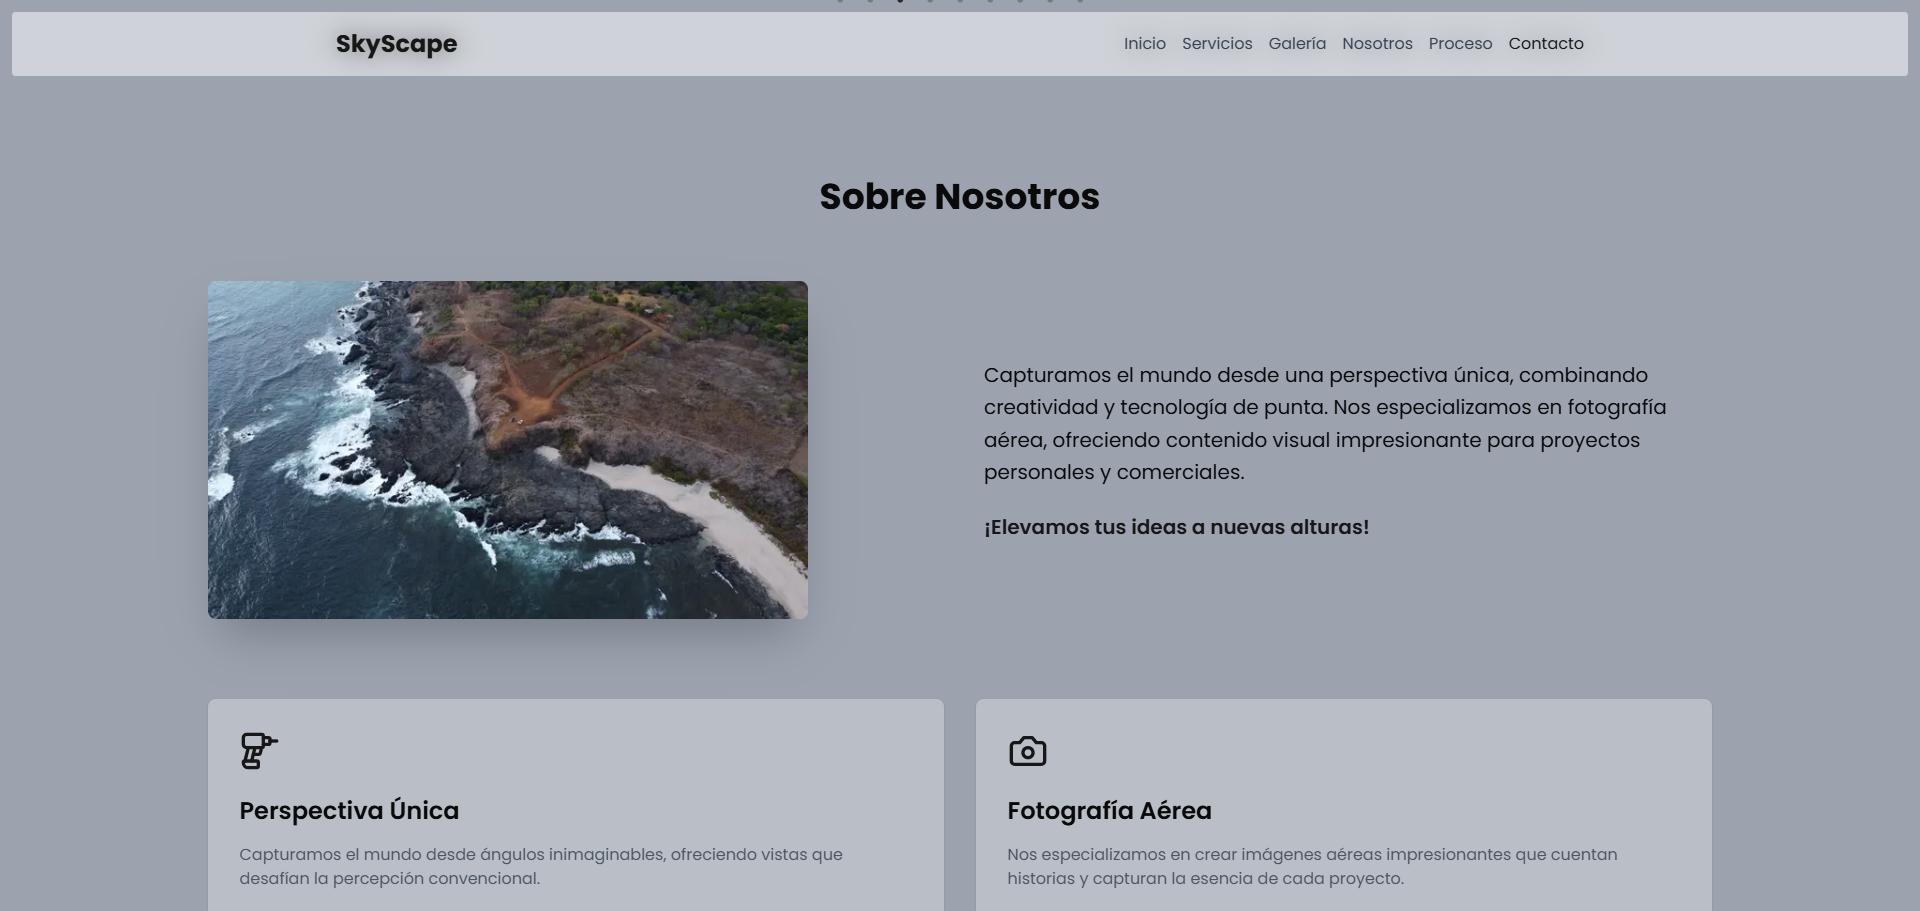 SkyScape
Inicio Servicios Galería Nosotros Proceso Contacto
Sobre Nosotros
Capturamos el mundo desde una perspectiva única, combinando
creatividad y tecnología de punta. Nos especializamos en fotografía
aérea, ofreciendo contenido visual impresionante para proyectos
personales y comerciales.
¡Elevamos tus ideas a nuevas alturas!
Perspectiva Única
Capturamos el mundo desde ángulos inimaginables, ofreciendo vistas que
desafían la percepción convencional.
Fotografía Aérea
Nos especializamos en crear imágenes aéreas impresionantes que cuentan
historias y capturan la esencia de cada proyecto.